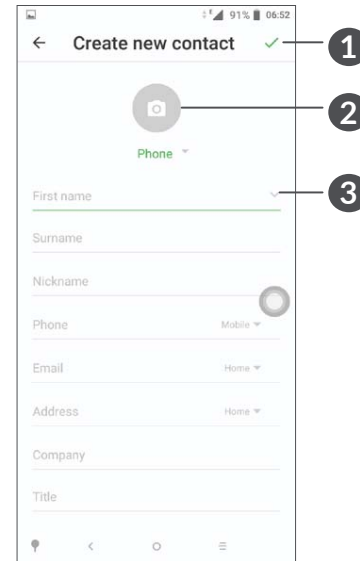 91% 06:52
Create new contact
1
2
Phone
First name
3
Surname
Nickname
Phone Mobile
Email Home
Address Home
Company
Title